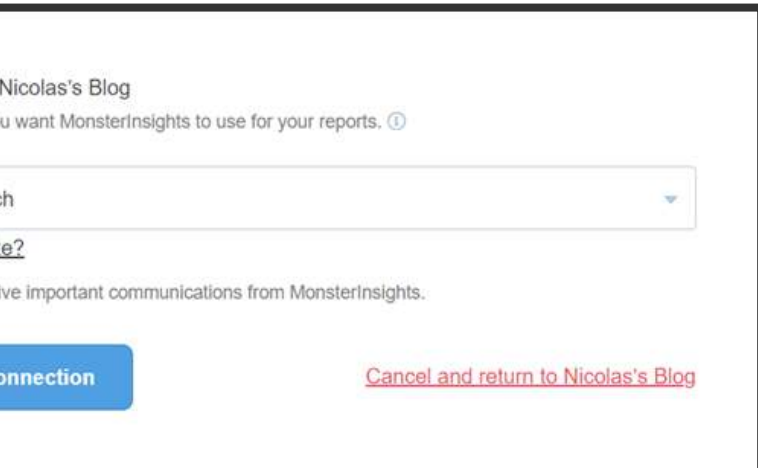 Nicolas's Blog
u want MonsterInsights to use for your reports.
ch
te?
ive important communications from MonsterInsights.
onnection
Cancel and return to Nicolas's Blog